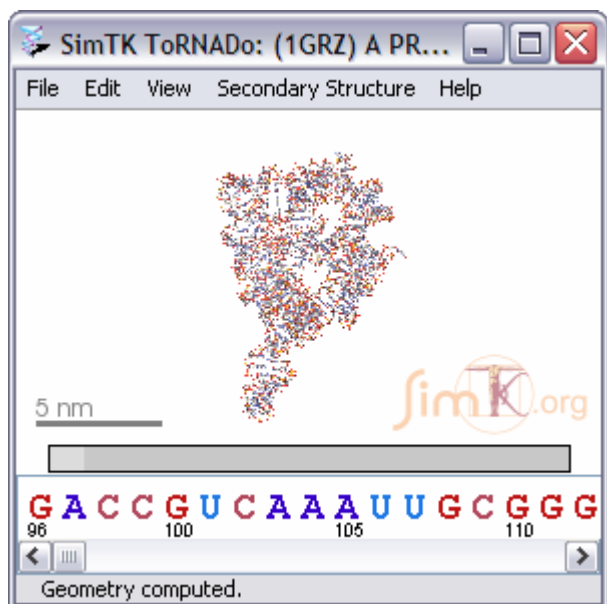 SimTK ToRNADo: (1GRZ) A PR...
File Edit View Secondary Structure Help
5 nm
SimTK.org
G A C C G U C A A A U U G C G G G
96 100 105 110
Geometry computed.